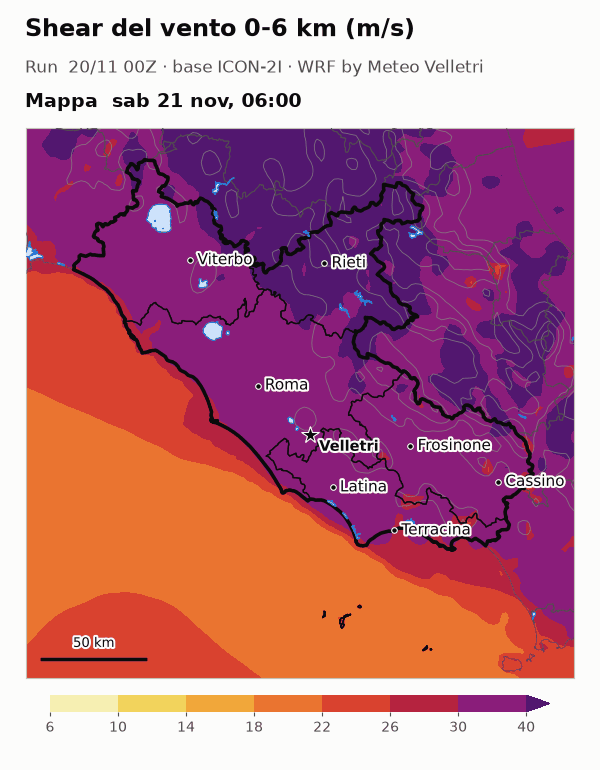 Shear del vento 0-6 km (m/s)
Run  20/11 00Z · base ICON-2I · WRF by Meteo Velletri
Mappa  sab 21 nov, 06:00
Viterbo
Rieti
Roma
Velletri
Frosinone
Latina
Cassino
Terracina
50 km
6 10 14 18 22 26 30 40